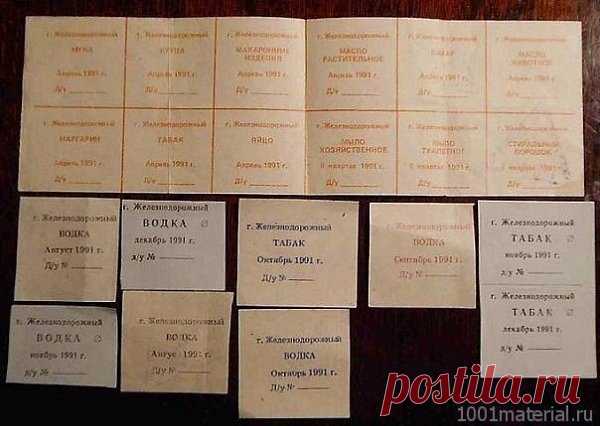 г. Железнодорожный
МУКА
Апрель 1991 г.
Д/у
г. Железнодорожный
КРУПА
Апрель 1991 г.
Д/у
г. Железнодорожный
МАКАРОННЫЕ
ИЗДЕЛИЯ
Апрель 1991 г.
Д/у
г. Железнодорожный
МАСЛО
РАСТИТЕЛЬНОЕ
Апрель 1991 г.
Д/у
г. Железнодорожный
САХАР
Апрель 1991 г.
Д/у
г. Железнодорожный
МАСЛО
ЖИВОТНОЕ
Апрель 1991 г.
Д/у
г. Железнодорожный
МАРГАРИН
Апрель 1991 г.
Д/у
г. Железнодорожный
ТАБАК
Апрель 1991 г.
Д/у
г. Железнодорожный
ЯЙЦО
Апрель 1991 г.
Д/у
г. Железнодорожный
МЫЛО
ХОЗЯЙСТВЕННОЕ
II квартал 1991 г.
Д/у
г. Железнодорожный
МЫЛО
ТУАЛЕТНОЕ
II квартал 1991 г.
Д/у
г. Железнодорожный
СТИРАЛЬНЫЙ
ПОРОШОК
II квартал 1991 г.
Д/у
г. Железнодорожный
ВОДКА
Август 1991 г.
Д/у №
г. Железнодорожный
ВОДКА
декабрь 1991 г.
д/у №
г. Железнодорожный
ТАБАК
Октябрь 1991 г.
Д/у №
г. Железнодорожный
ВОДКА
Сентябрь 1991 г.
Д/у №
г. Железнодорожный
ТАБАК
ноябрь 1991 г.
д/у №
г. Железнодорожный
ТАБАК
декабрь 1991 г.
д/у №
г. Железнодорожный
ВОДКА
ноябрь 1991 г.
д/у №
г. Железнодорожный
ВОДКА
Август 1991 г.
Д/у №
г. Железнодорожный
ВОДКА
Октябрь 1991 г.
Д/у №
postila.ru
1001material.ru